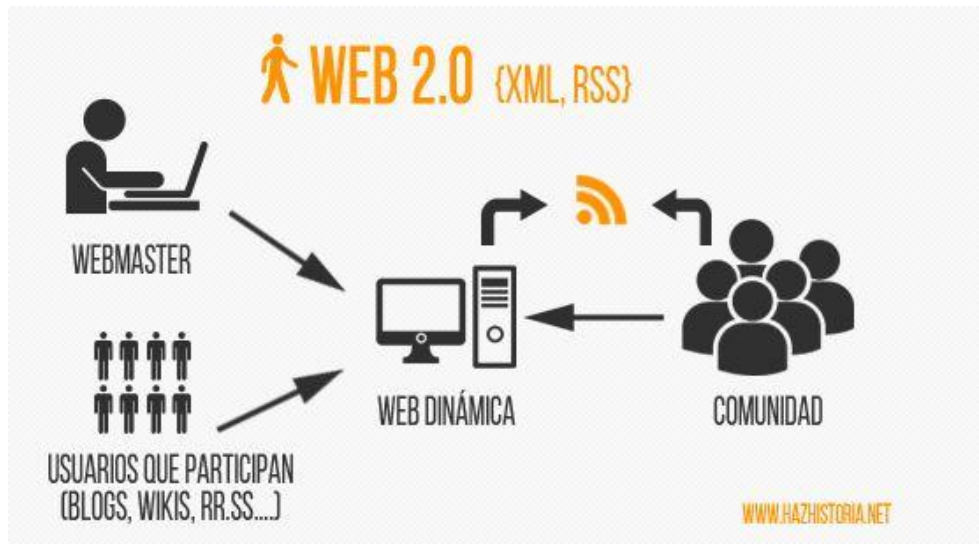 WEB 2.0 {XML, RSS}
WEBMASTER
USUARIOS QUE PARTICIPAN
(BLOGS, WIKIS, RR.SS....)
WEB DINÁMICA
COMUNIDAD
WWW.HAZHISTORIA.NET